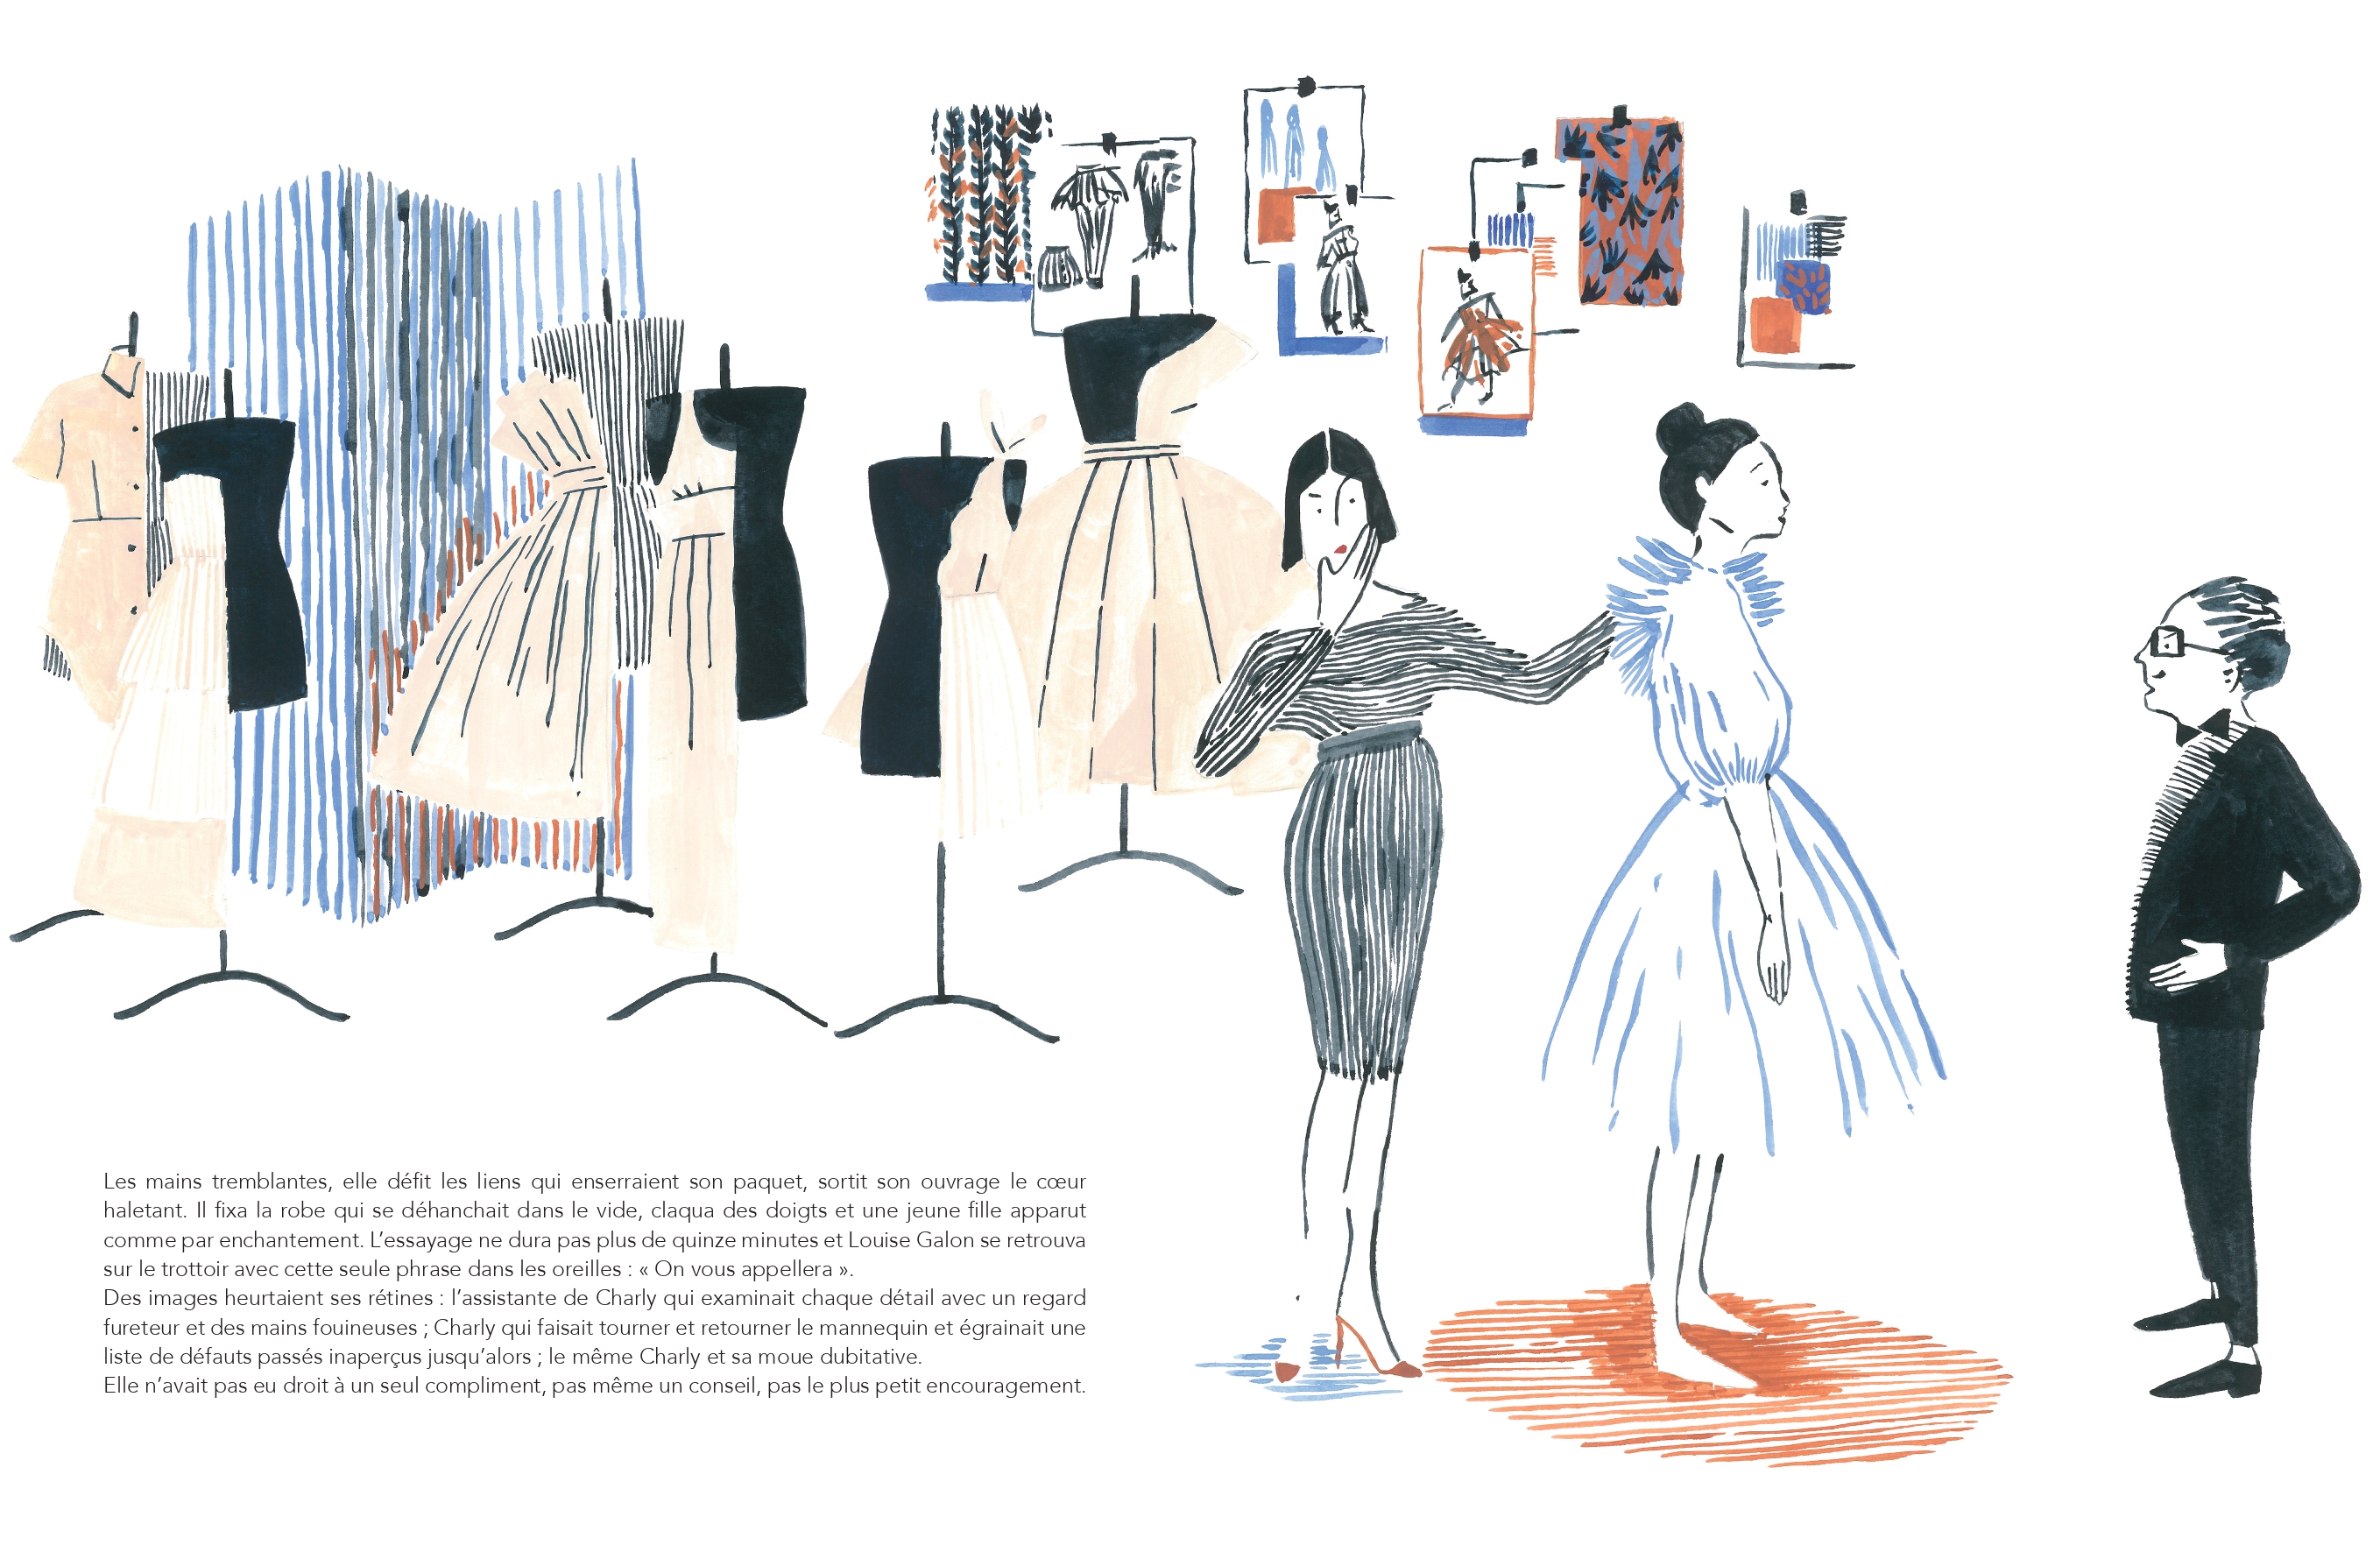 Les mains tremblantes, elle défit les liens qui enserraient son paquet, sortit son ouvrage le cœur
haletant. Il fixa la robe qui se déhanchait dans le vide, claqua des doigts et une jeune fille apparut
comme par enchantement. L’essayage ne dura pas plus de quinze minutes et Louise Galon se retrouva
sur le trottoir avec cette seule phrase dans les oreilles : « On vous appellera ».
Des images heurtaient ses rétines : l’assistante de Charly qui examinait chaque détail avec un regard
fureteur et des mains fouineuses ; Charly qui faisait tourner et retourner le mannequin et égrainait une
liste de défauts passés inaperçus jusqu’alors ; le même Charly et sa moue dubitative.
Elle n’avait pas eu droit à un seul compliment, pas même un conseil, pas le plus petit encouragement.